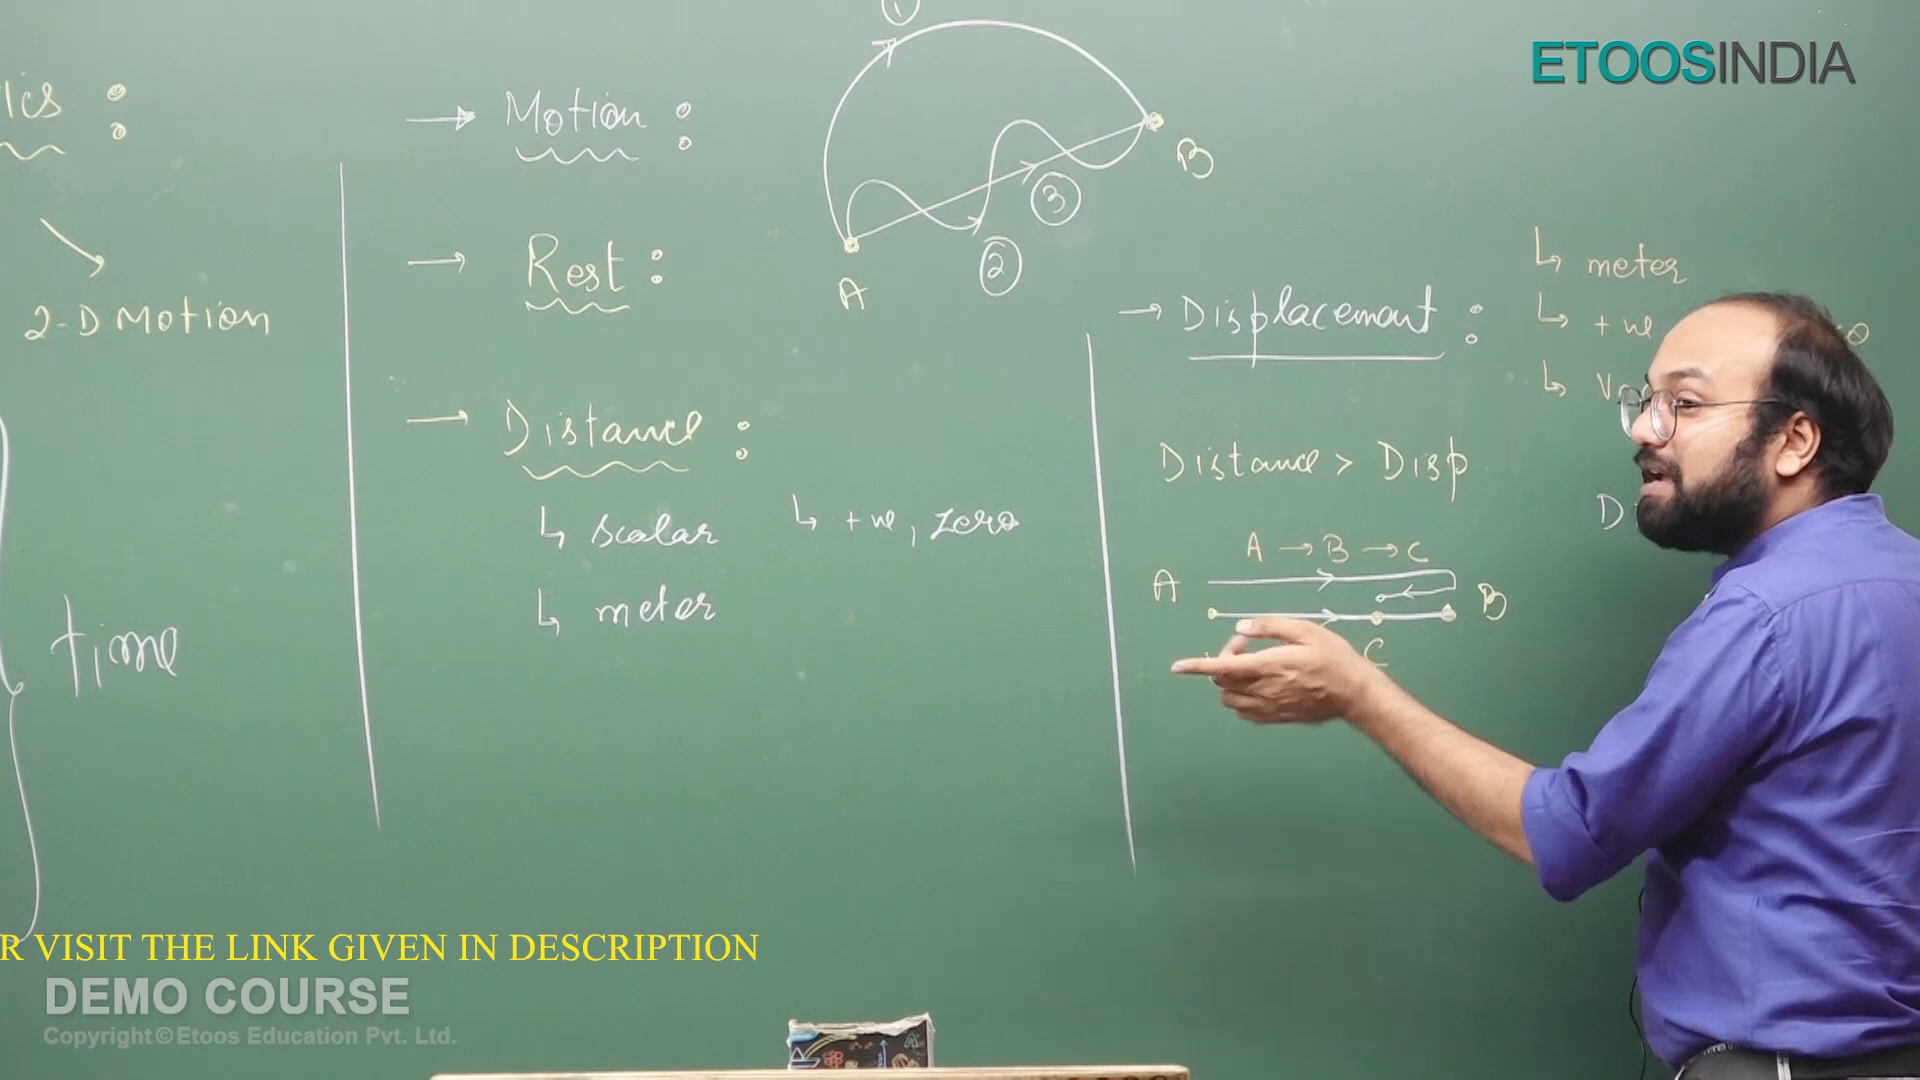 ETOOSINDIA
ics :
2-D Motion
time
→ Motion :
→ Rest :
→ Distance :
↳ scalar
↳ +ve, zero
↳ meter
1
2
3
A
B
→ Displacement :
↳ meter
↳ +ve
↳
Distance > Disp
D
A → B → C
A
B
C
R VISIT THE LINK GIVEN IN DESCRIPTION
DEMO COURSE
Copyright © Etoos Education Pvt. Ltd.